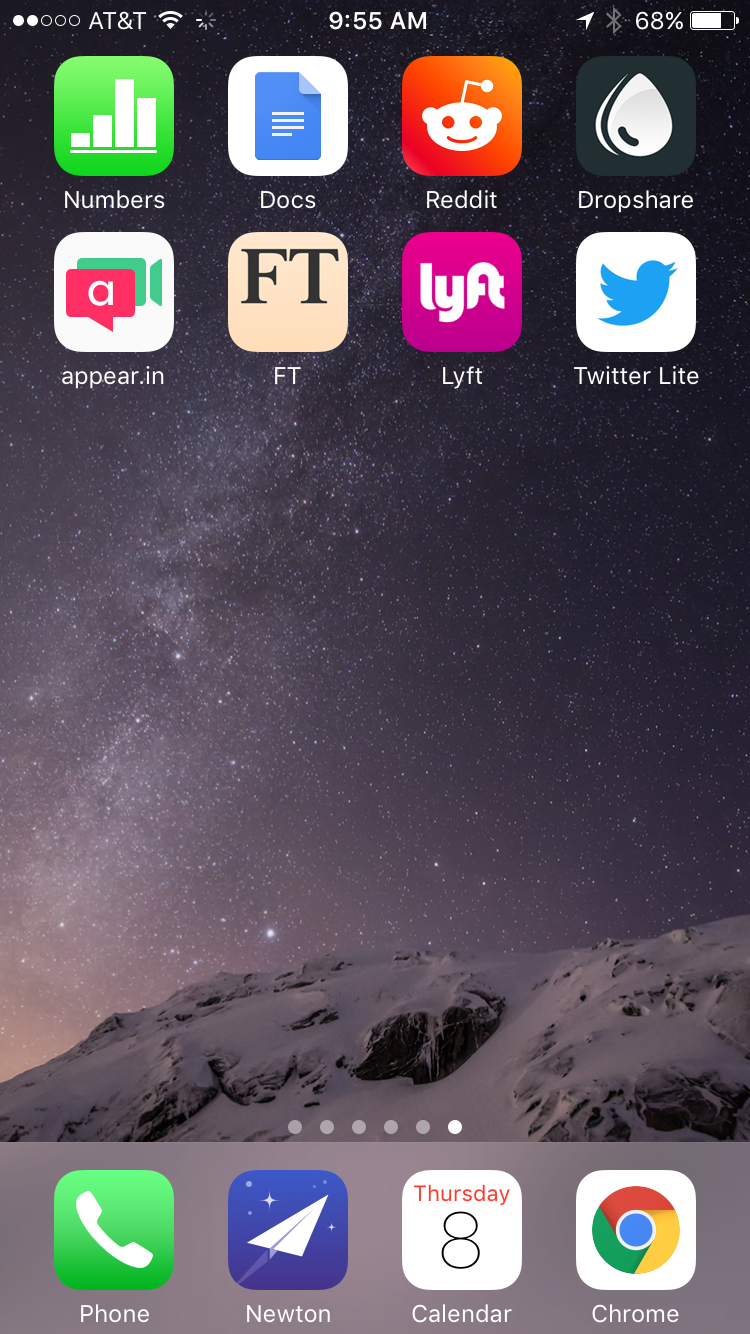 AT&T 9:55 AM 68%
Numbers Docs Reddit Dropshare
a FT lyft
appear.in FT Lyft Twitter Lite
Thursday
8
Phone Newton Calendar Chrome